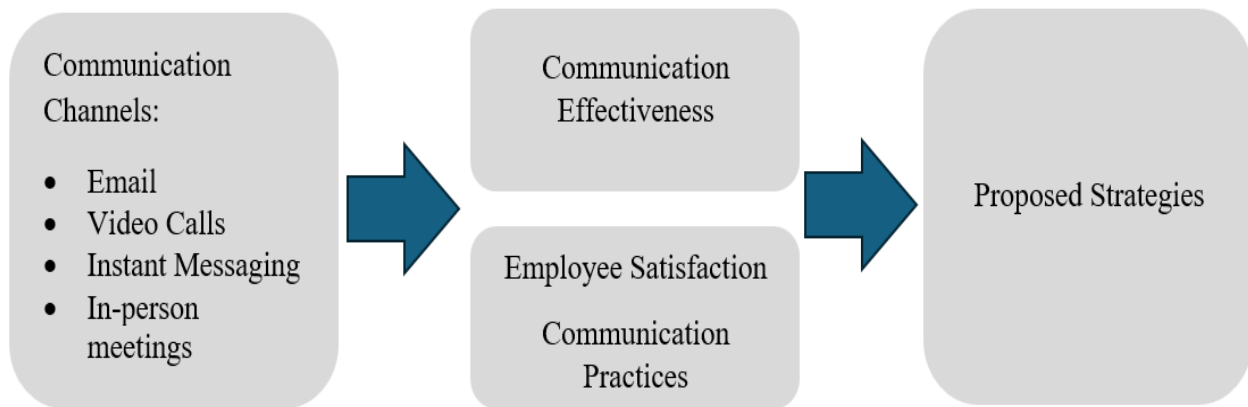 Communication
Channels:
• Email
• Video Calls
• Instant Messaging
• In-person
meetings
Communication
Effectiveness
Employee Satisfaction
Communication
Practices
Proposed Strategies